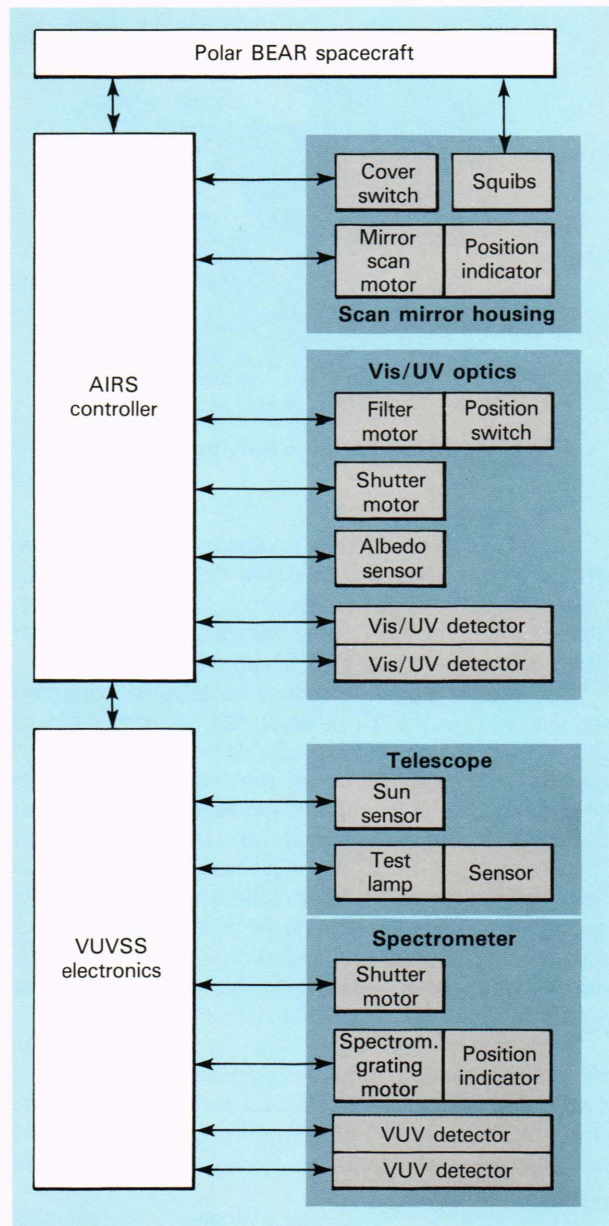 Polar BEAR spacecraft
AIRS
controller
Cover
switch
Squibs
Mirror
scan
motor
Position
indicator
Scan mirror housing
Vis/UV optics
Filter
motor
Position
switch
Shutter
motor
Albedo
sensor
Vis/UV detector
Vis/UV detector
VUVSS
electronics
Telescope
Sun
sensor
Test
lamp
Sensor
Spectrometer
Shutter
motor
Spectrom.
grating
motor
Position
indicator
VUV detector
VUV detector